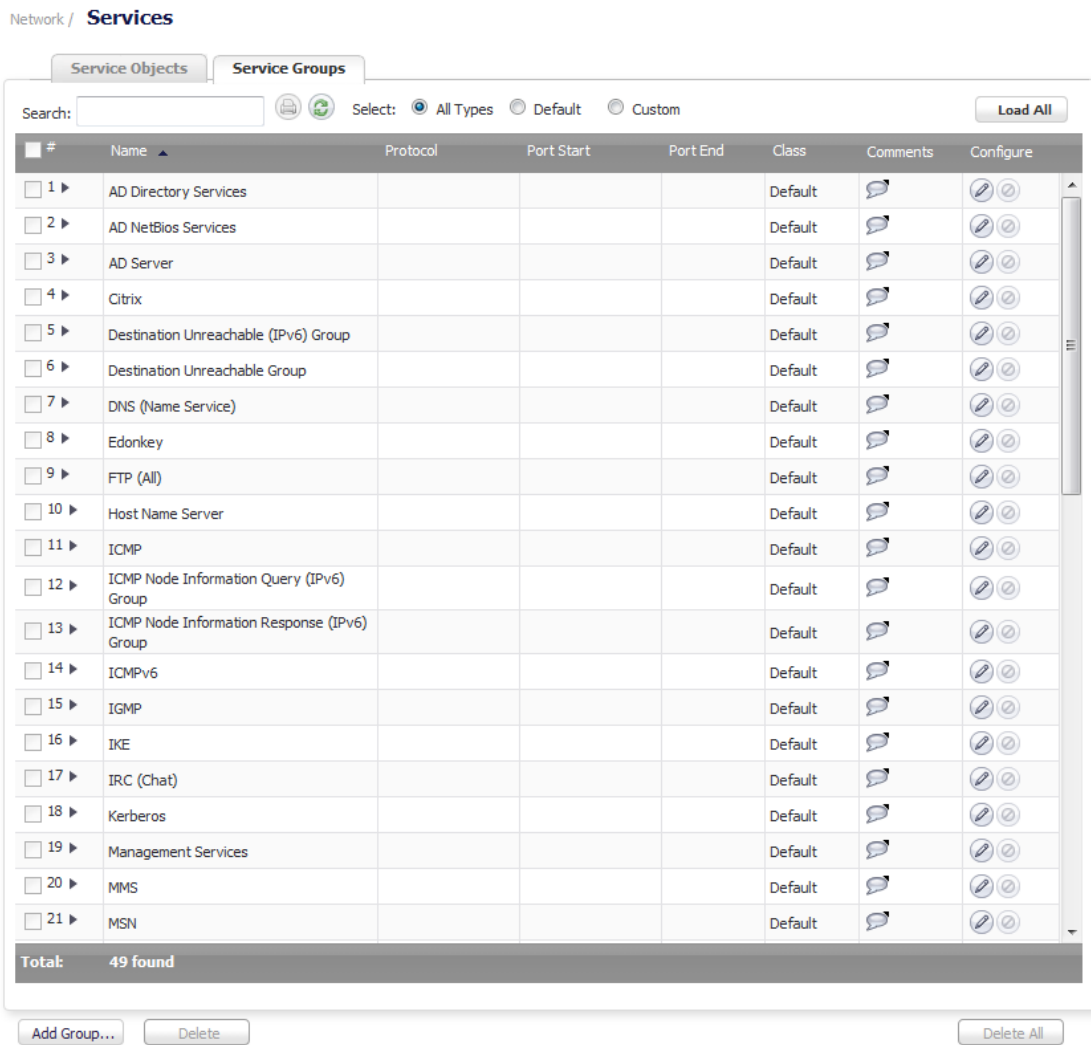 Network / Services
Service Objects Service Groups
Search: Select: All Types Default Custom Load All
# Name Protocol Port Start Port End Class Comments Configure
1 AD Directory Services Default
2 AD NetBios Services Default
3 AD Server Default
4 Citrix Default
5 Destination Unreachable (IPv6) Group Default
6 Destination Unreachable Group Default
7 DNS (Name Service) Default
8 Edonkey Default
9 FTP (All) Default
10 Host Name Server Default
11 ICMP Default
12 ICMP Node Information Query (IPv6)
Group Default
13 ICMP Node Information Response (IPv6)
Group Default
14 ICMPv6 Default
15 IGMP Default
16 IKE Default
17 IRC (Chat) Default
18 Kerberos Default
19 Management Services Default
20 MMS Default
21 MSN Default
Total: 49 found
Add Group... Delete Delete All